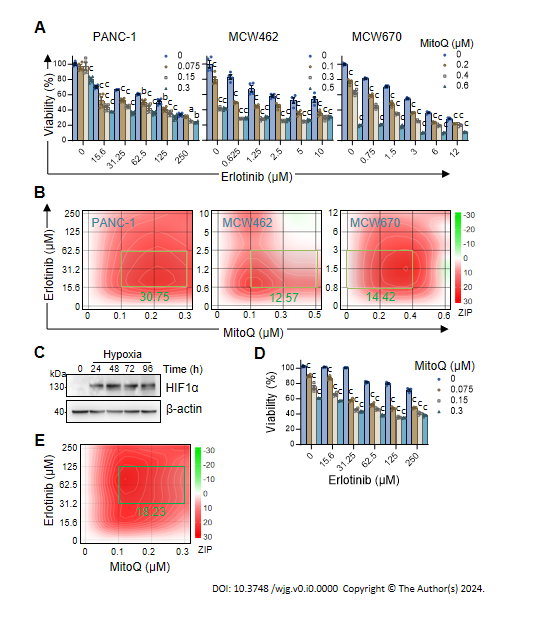 A
PANC-1
MCW462
MCW670
MitoQ (µM)
0
0.075
0.15
0.3
0
0.1
0.3
0.5
0
0.2
0.4
0.6
Viability (%)
100
80
60
40
20
0
c c c c c c b c c b c c c a b
c c c c c c c c c c
c c c c c c c c c c c c
0 15.6 31.25 62.5 125 250
0 0.625 1.25 2.5 5 10
0 0.75 1.5 3 6 12
Erlotinib (µM)
B
PANC-1
MCW462
MCW670
Erlotinib (µM)
250 125 62.5 31.2 15.6 0
10 5 2.5 1.2 0.6 0
12 6 3.0 1.5 0.8 0
30.75
12.57
14.42
0 0.1 0.2 0.3
0 0.1 0.3 0.5
0 0.2 0.4 0.6
MitoQ (µM)
-30
-20
-10
0
10
20
30
ZIP
C
Hypoxia
kDa
0 24 48 72 96 Time (h)
130 HIF1α
40 β-actin
D
MitoQ (µM)
0
0.075
0.15
0.3
Viability (%)
100
80
60
40
20
0
c c c c c c c c c c c c c
0 15.6 31.25 62.5 125 250
Erlotinib (µM)
E
Erlotinib (µM)
250
125
62.5
31.2
15.6
0
0 0.1 0.2 0.3
MitoQ (µM)
-30
-20
-10
0
10
20
30
ZIP
DOI: 10.3748 /wjg.v0.i0.0000 Copyright © The Author(s) 2024.